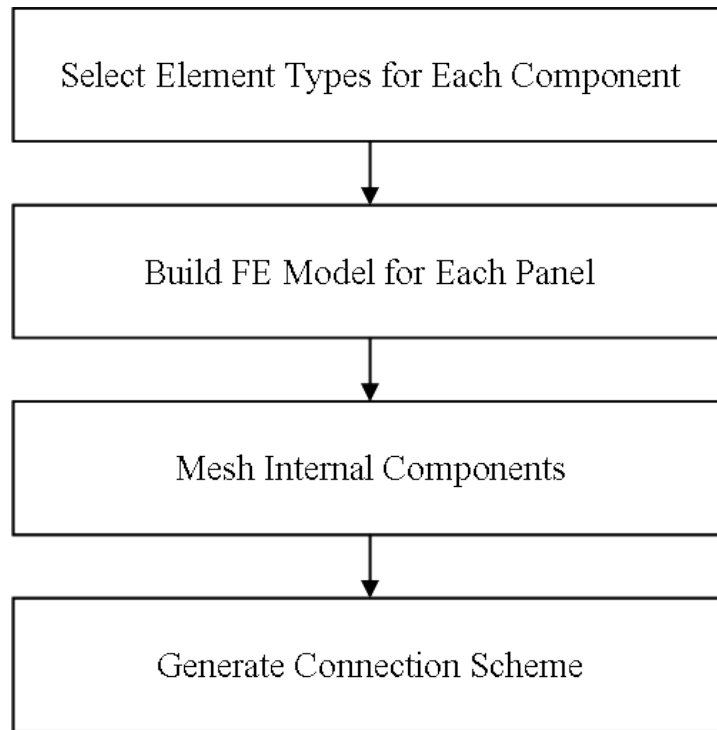 Select Element Types for Each Component
Build FE Model for Each Panel
Mesh Internal Components
Generate Connection Scheme